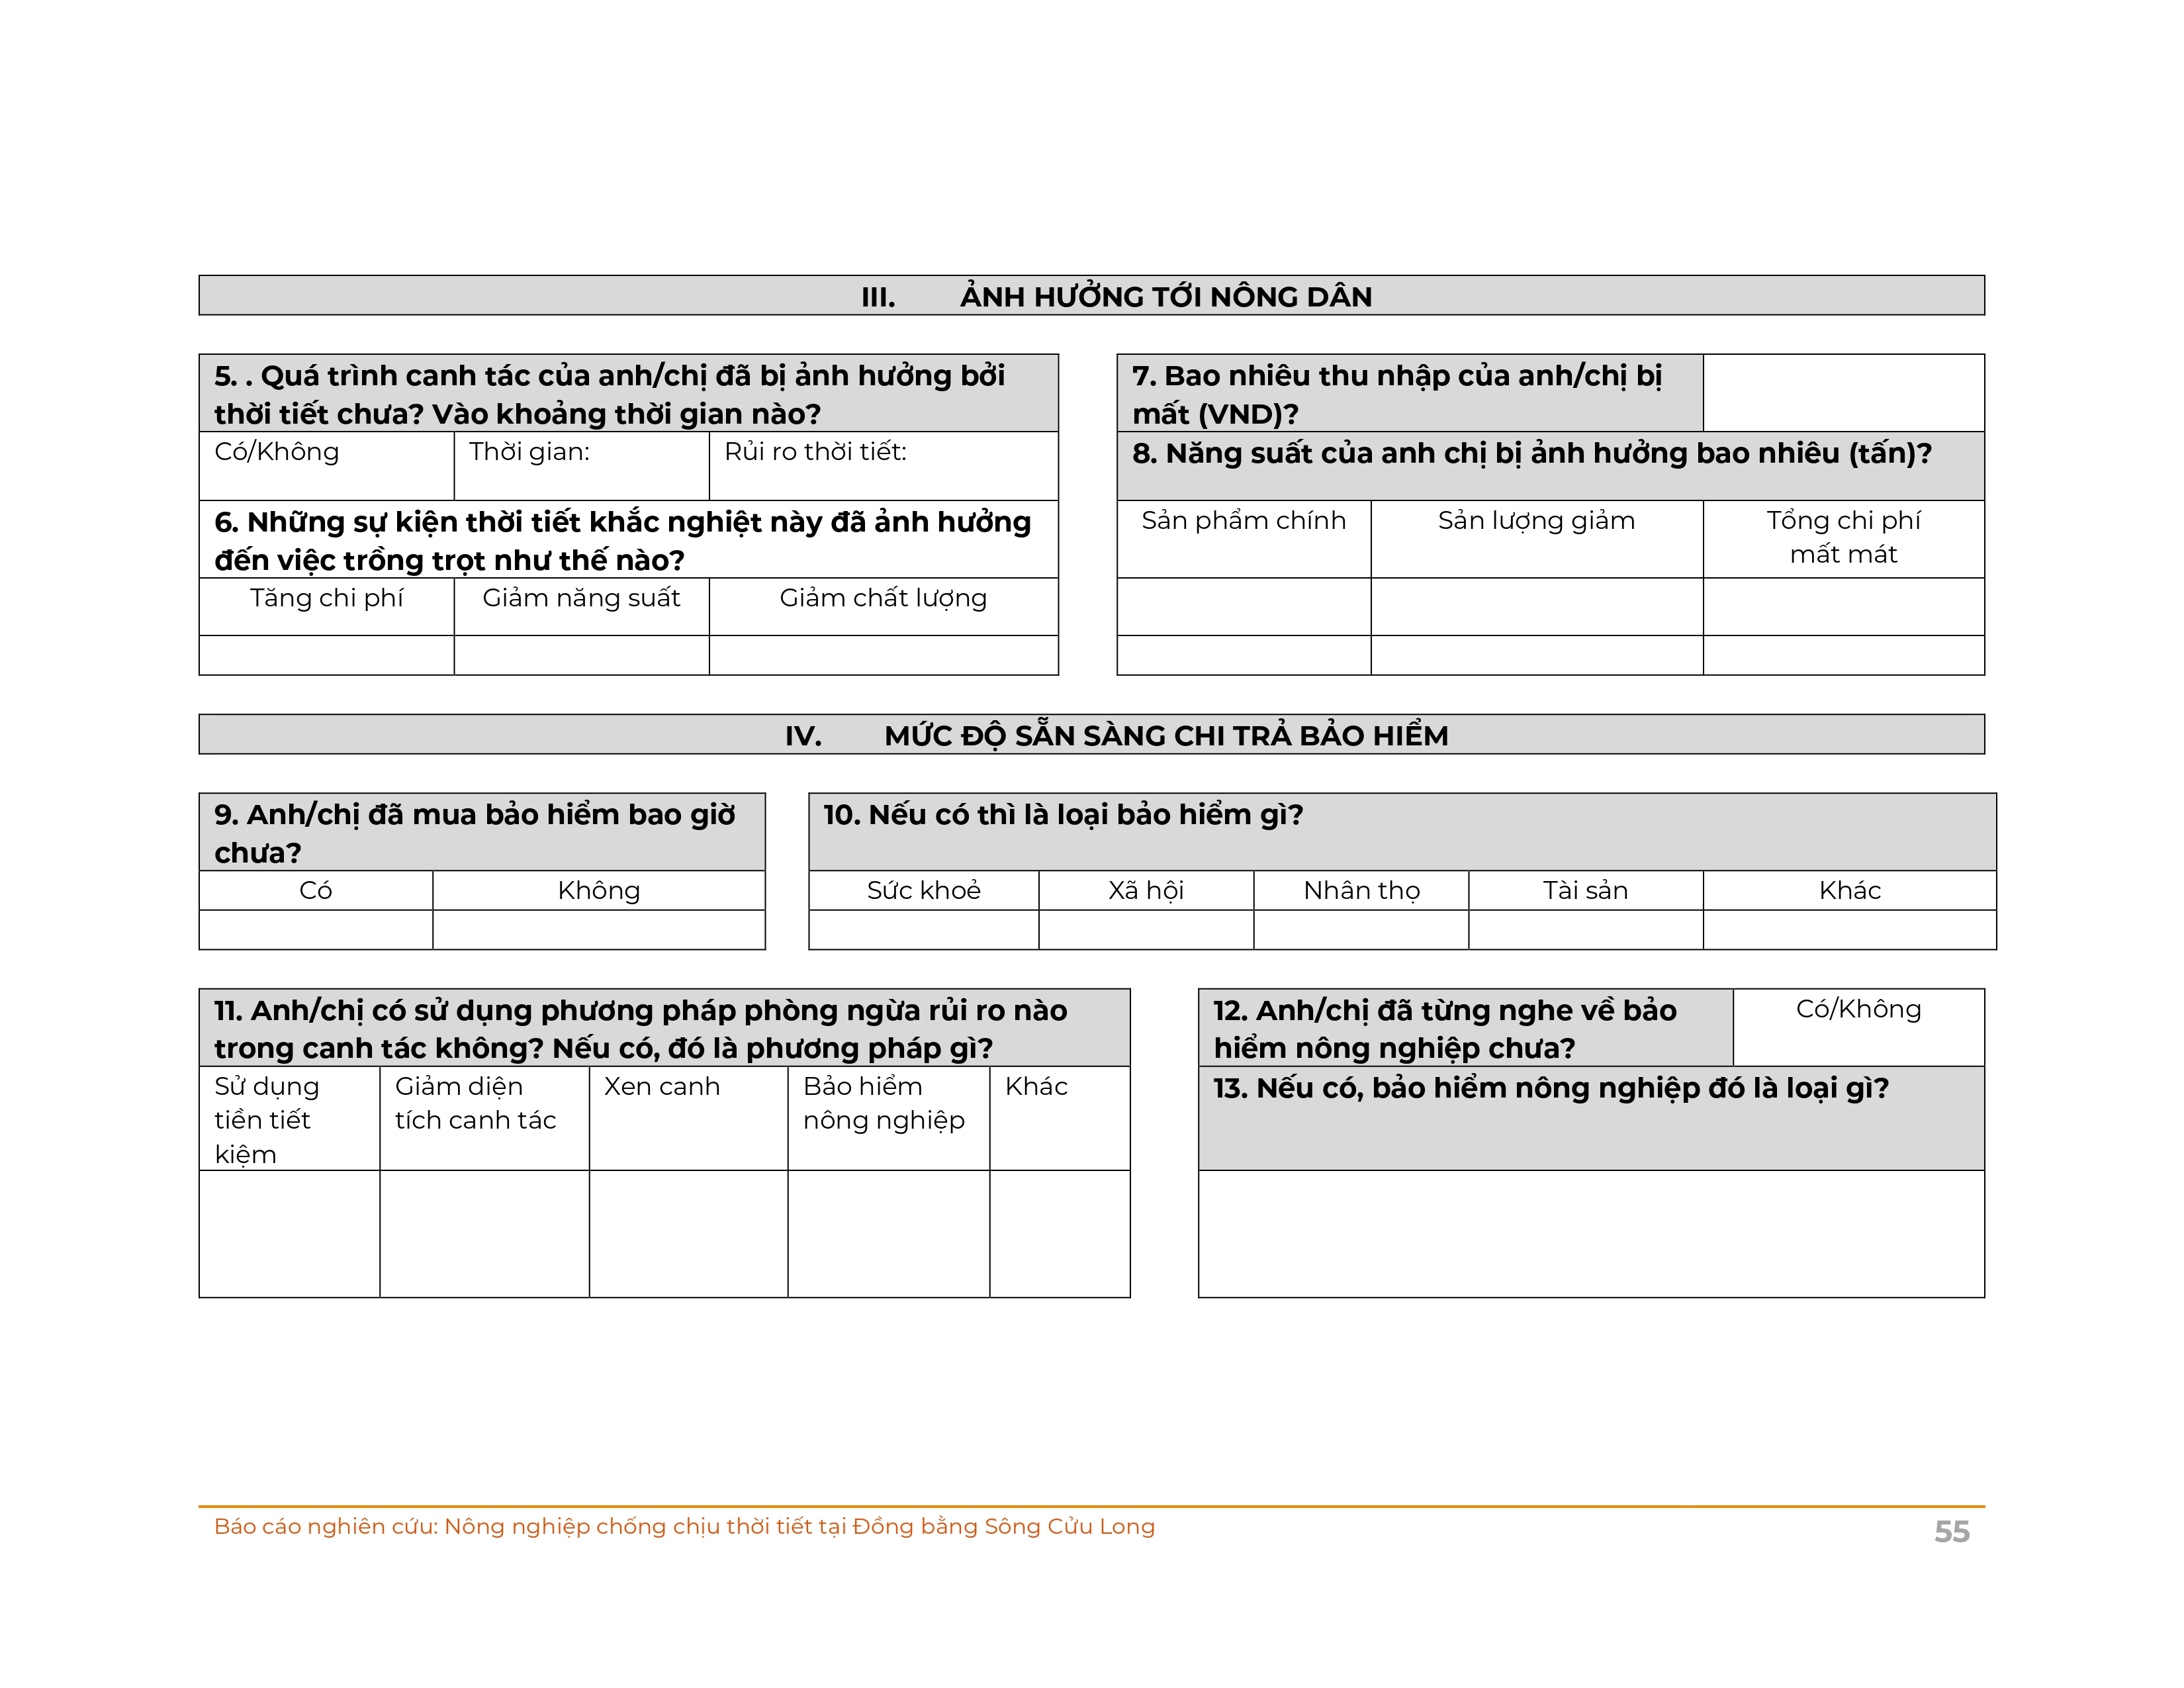 III. ẢNH HƯỞNG TỚI NÔNG DÂN
5. . Quá trình canh tác của anh/chị đã bị ảnh hưởng bởi
thời tiết chưa? Vào khoảng thời gian nào?
Có/Không
Thời gian:
Rủi ro thời tiết:
6. Những sự kiện thời tiết khắc nghiệt này đã ảnh hưởng
đến việc trồng trọt như thế nào?
Tăng chi phí
Giảm năng suất
Giảm chất lượng
7. Bao nhiêu thu nhập của anh/chị bị
mất (VND)?
8. Năng suất của anh chị bị ảnh hưởng bao nhiêu (tấn)?
Sản phẩm chính
Sản lượng giảm
Tổng chi phí
mất mát
IV. MỨC ĐỘ SẴN SÀNG CHI TRẢ BẢO HIỂM
9. Anh/chị đã mua bảo hiểm bao giờ
chưa?
Có
Không
10. Nếu có thì là loại bảo hiểm gì?
Sức khoẻ
Xã hội
Nhân thọ
Tài sản
Khác
11. Anh/chị có sử dụng phương pháp phòng ngừa rủi ro nào
trong canh tác không? Nếu có, đó là phương pháp gì?
Sử dụng
tiền tiết
kiệm
Giảm diện
tích canh tác
Xen canh
Bảo hiểm
nông nghiệp
Khác
12. Anh/chị đã từng nghe về bảo
hiểm nông nghiệp chưa?
Có/Không
13. Nếu có, bảo hiểm nông nghiệp đó là loại gì?
Báo cáo nghiên cứu: Nông nghiệp chống chịu thời tiết tại Đồng bằng Sông Cửu Long
55